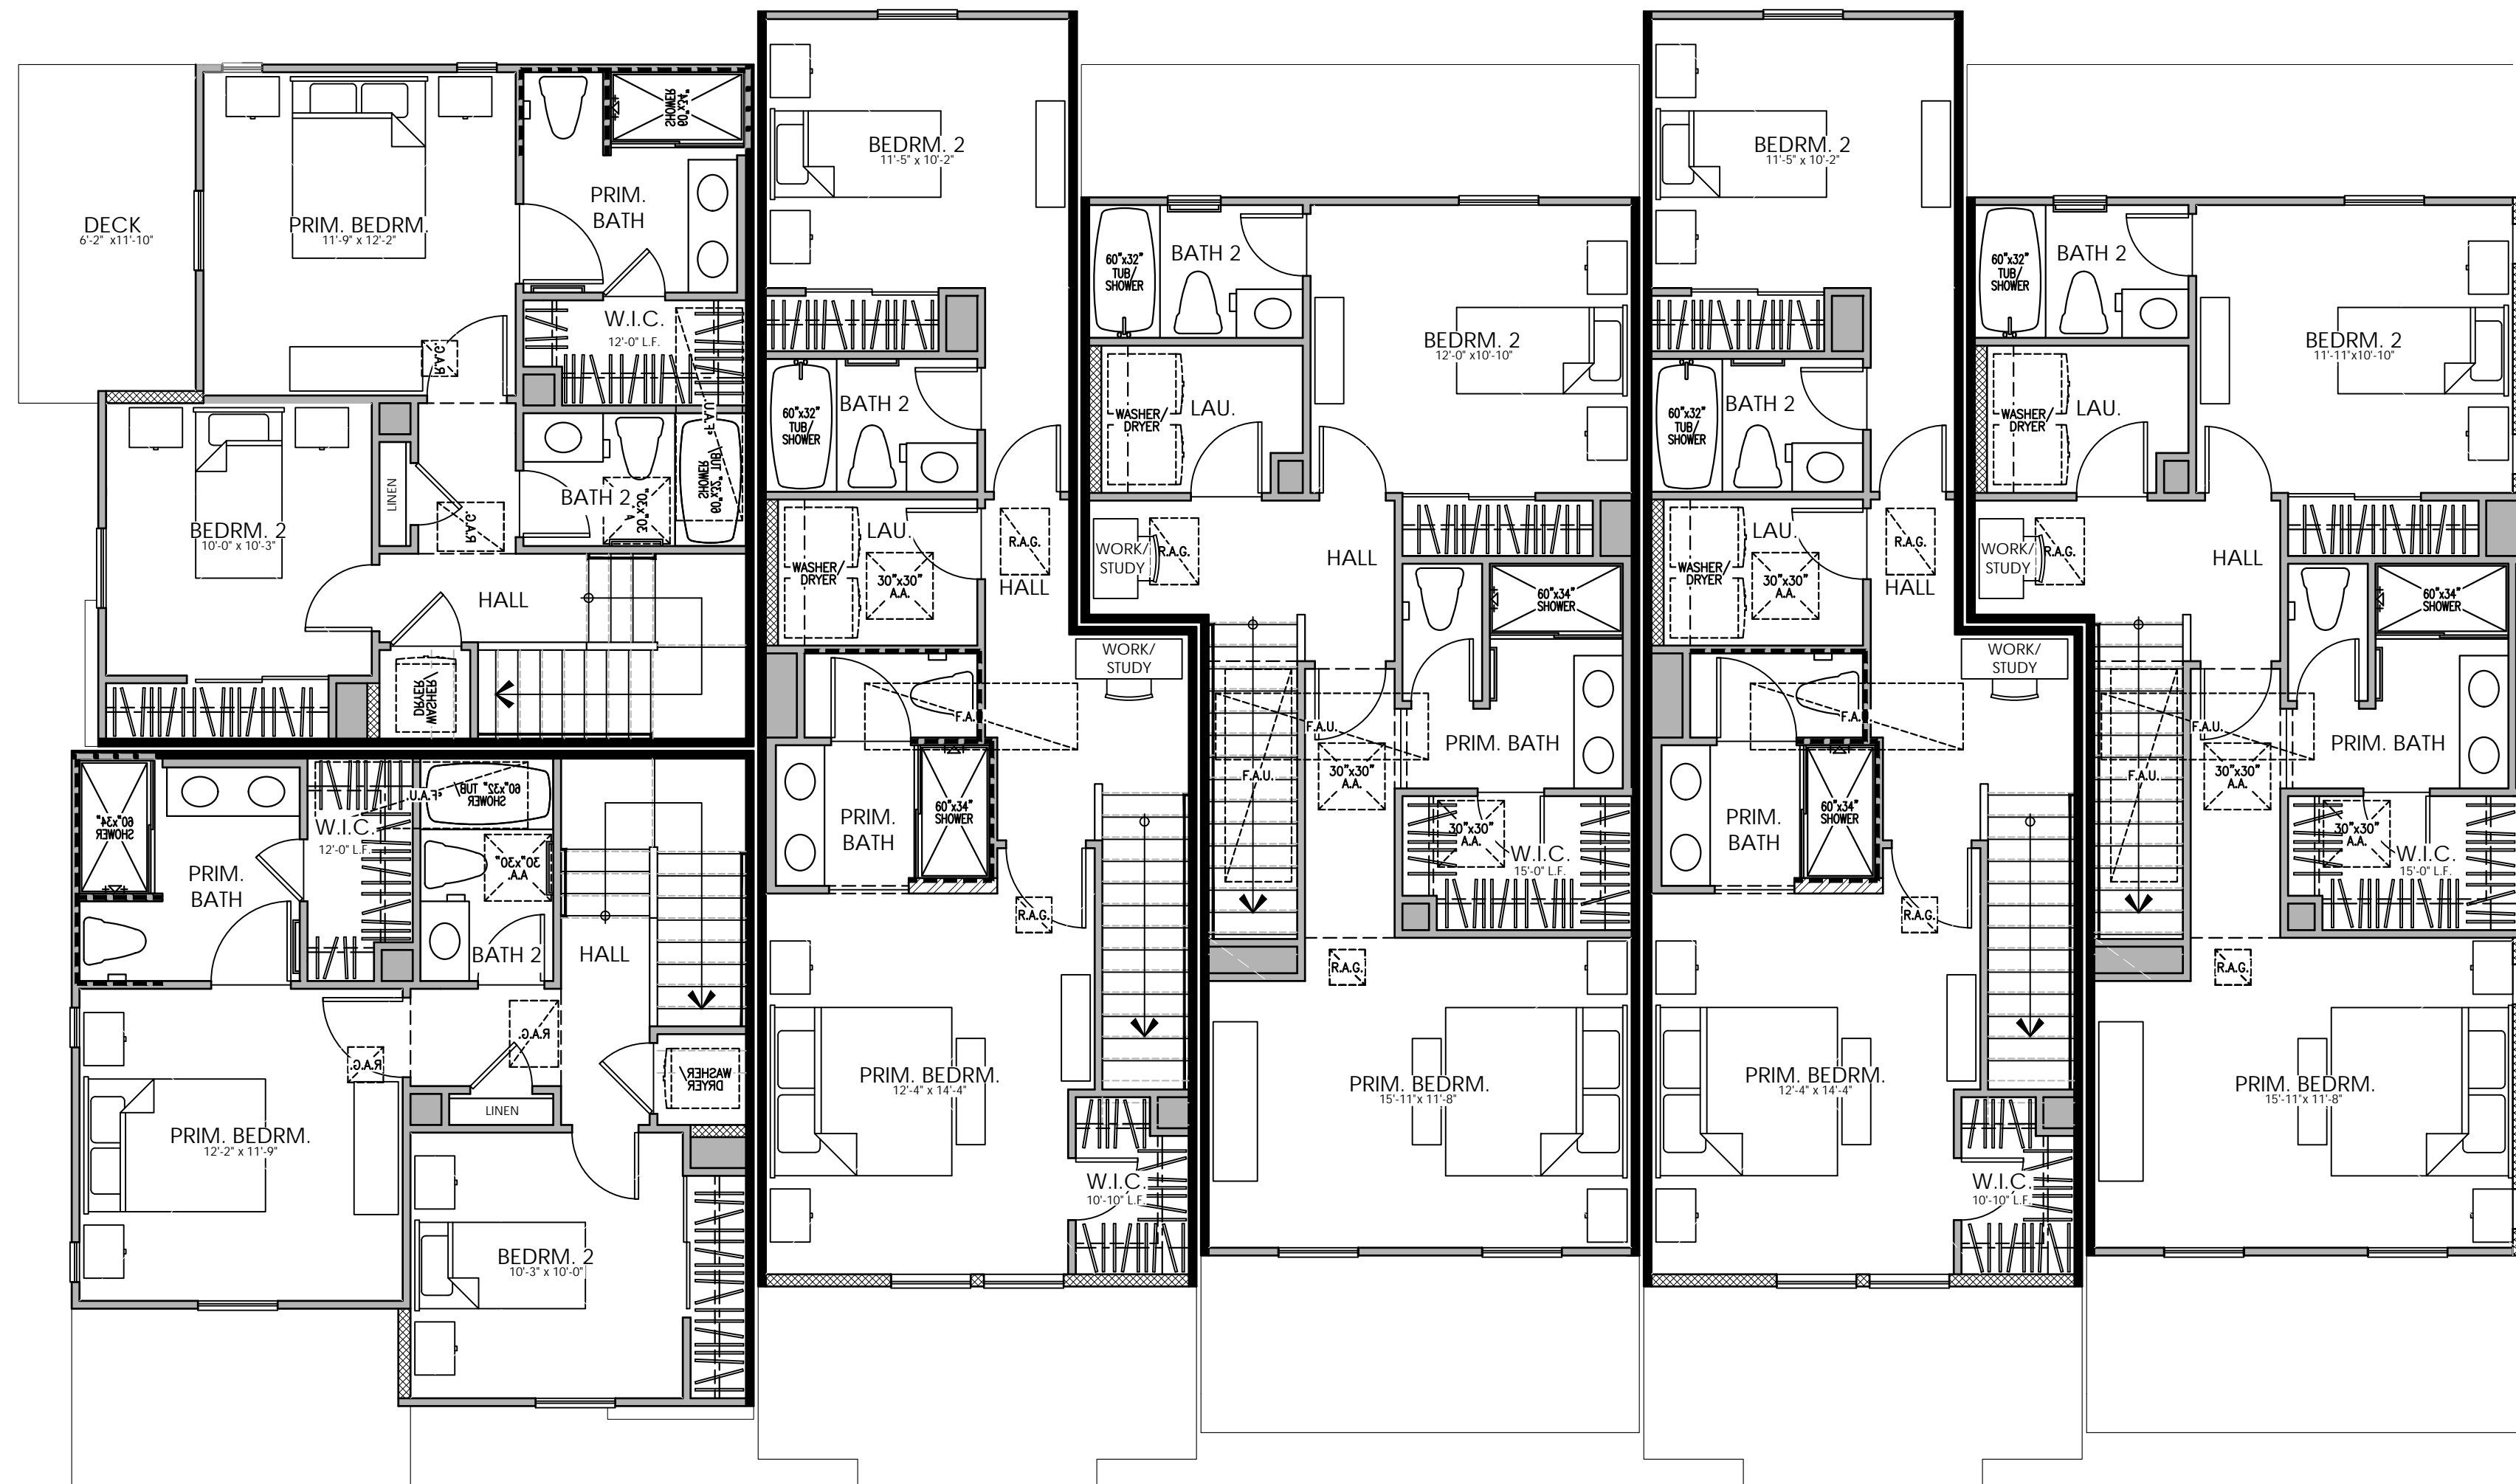 DECK
6'-2" x11'-10"
PRIM. BEDRM.
11'-9" x 12'-2"
PRIM.
BATH
60"x34"
SHOWER
W.I.C.
12'-0" L.F.
R.A.G.
F.A.U.
LINEN
R.A.G.
BATH 2
30"x30"
A.A.
60"x32" TUB/
SHOWER
BEDRM. 2
10'-0" x 10'-3"
HALL
WASHER/
DRYER
60"x34"
SHOWER
PRIM.
BATH
W.I.C.
12'-0" L.F.
F.A.U.
60"x32" TUB/
SHOWER
30"x30"
A.A.
BATH 2
HALL
R.A.G.
R.A.G.
WASHER/
DRYER
LINEN
PRIM. BEDRM.
12'-2" x 11'-9"
BEDRM. 2
10'-3" x 10'-0"
BEDRM. 2
11'-5" x 10'-2"
60"x32"
TUB/
SHOWER
BATH 2
LAU.
WASHER/
DRYER
30"x30"
A.A.
R.A.G.
HALL
WORK/
STUDY
F.A.
PRIM.
BATH
60"x34"
SHOWER
R.A.G.
PRIM. BEDRM.
12'-4" x 14'-4"
W.I.C.
10'-10" L.F.
60"x32"
TUB/
SHOWER
BATH 2
BEDRM. 2
12'-0" x10'-10"
WASHER/
DRYER
LAU.
WORK/
STUDY
R.A.G.
HALL
60"x34"
SHOWER
F.A.U.
F.A.U.
30"x30"
A.A.
PRIM. BATH
30"x30"
A.A.
W.I.C.
15'-0" L.F.
R.A.G.
PRIM. BEDRM.
15'-11"x 11'-8"
BEDRM. 2
11'-5" x 10'-2"
60"x32"
TUB/
SHOWER
BATH 2
LAU.
WASHER/
DRYER
30"x30"
A.A.
R.A.G.
HALL
WORK/
STUDY
F.A.
PRIM.
BATH
60"x34"
SHOWER
R.A.G.
PRIM. BEDRM.
12'-4" x 14'-4"
W.I.C.
10'-10" L.F.
60"x32"
TUB/
SHOWER
BATH 2
BEDRM. 2
11'-11"x10'-10"
WASHER/
DRYER
LAU.
WORK/
STUDY
R.A.G.
HALL
60"x34"
SHOWER
F.A.U.
F.A.U.
30"x30"
A.A.
PRIM. BATH
30"x30"
A.A.
W.I.C.
15'-0" L.F.
R.A.G.
PRIM. BEDRM.
15'-11"x 11'-8"